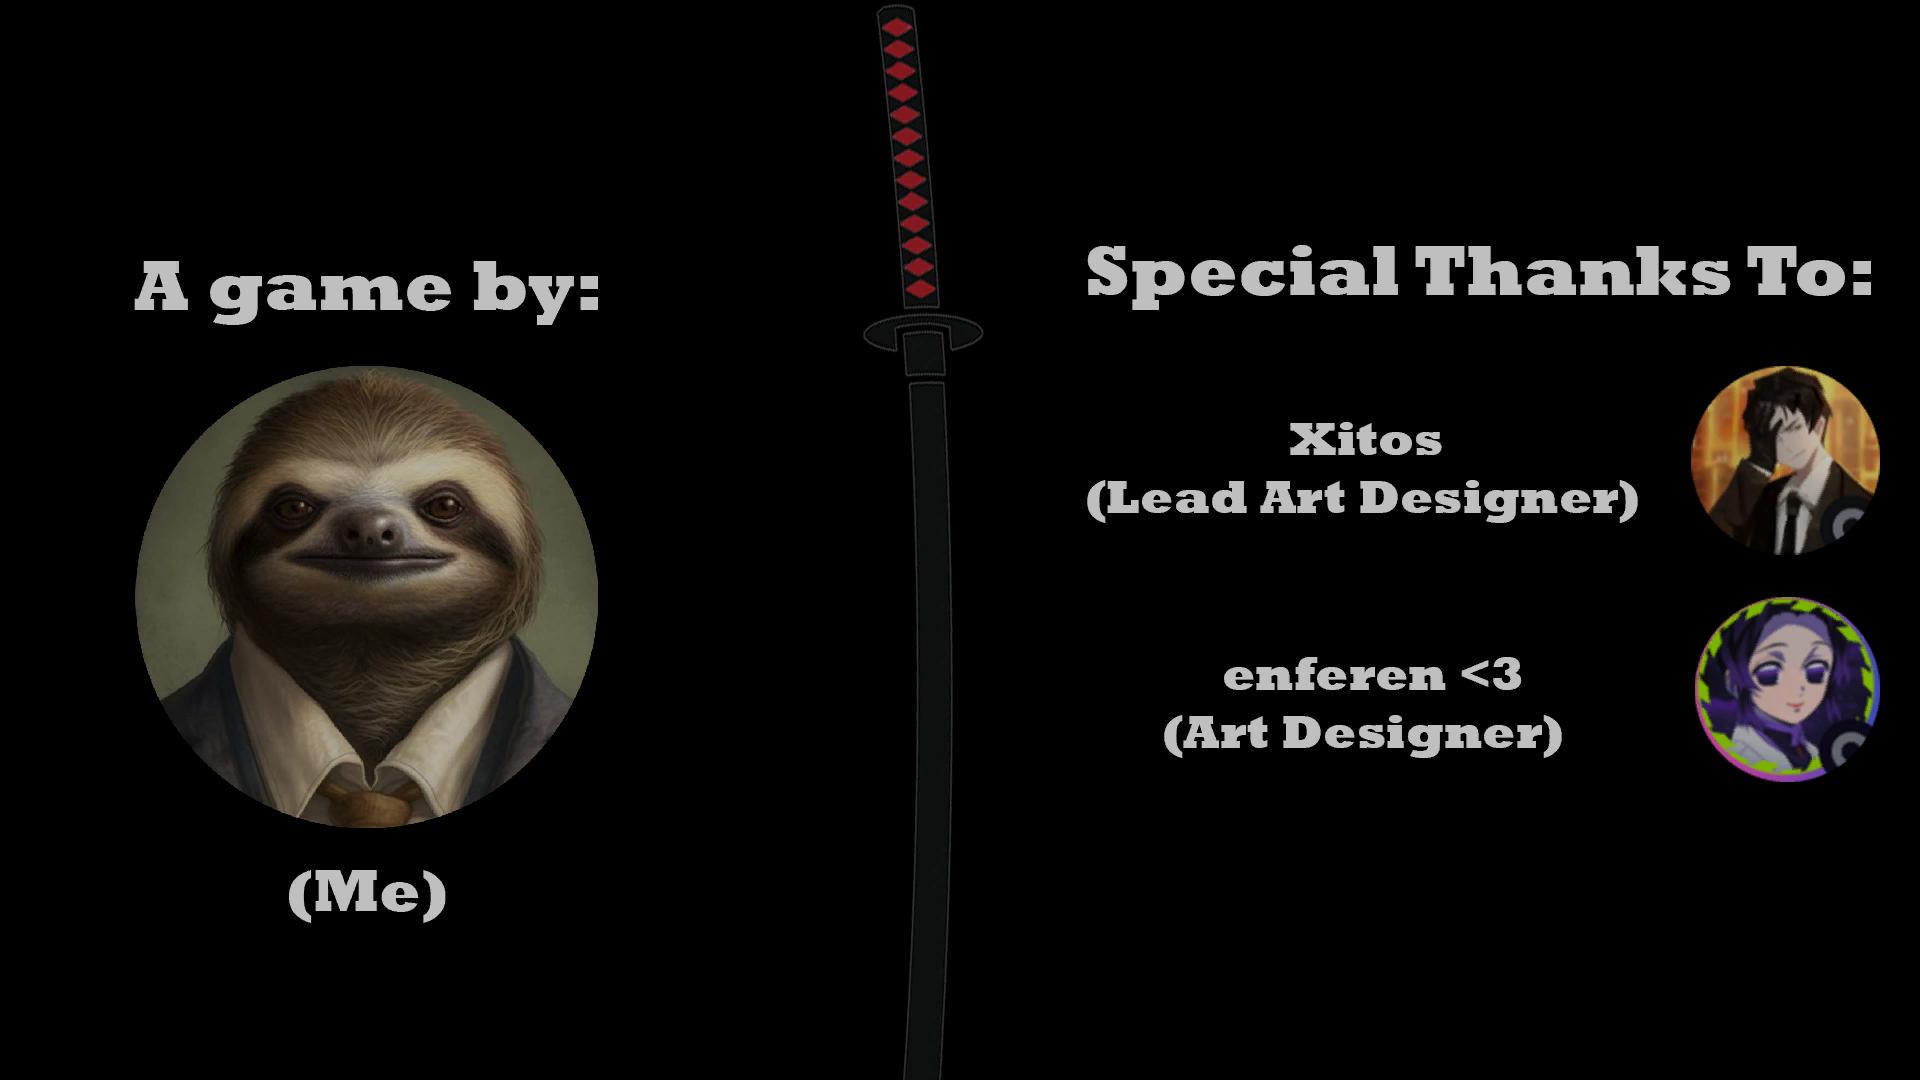 A game by:
(Me)
Special Thanks To:
Xitos
(Lead Art Designer)
enferen <3
(Art Designer)